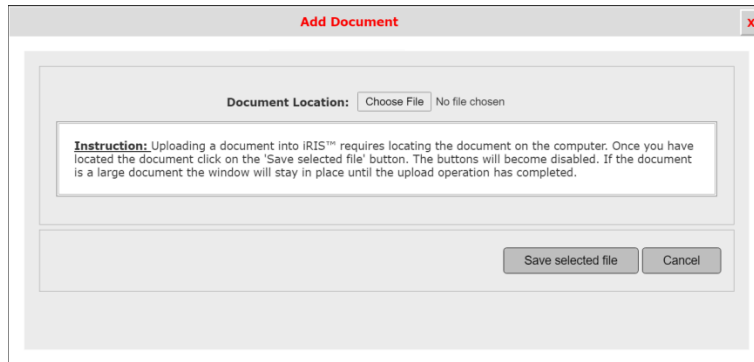 Add Document
X
Document Location: Choose File No file chosen
Instruction: Uploading a document into iRIS™ requires locating the document on the computer. Once you have
located the document click on the 'Save selected file' button. The buttons will become disabled. If the document
is a large document the window will stay in place until the upload operation has completed.
Save selected file Cancel